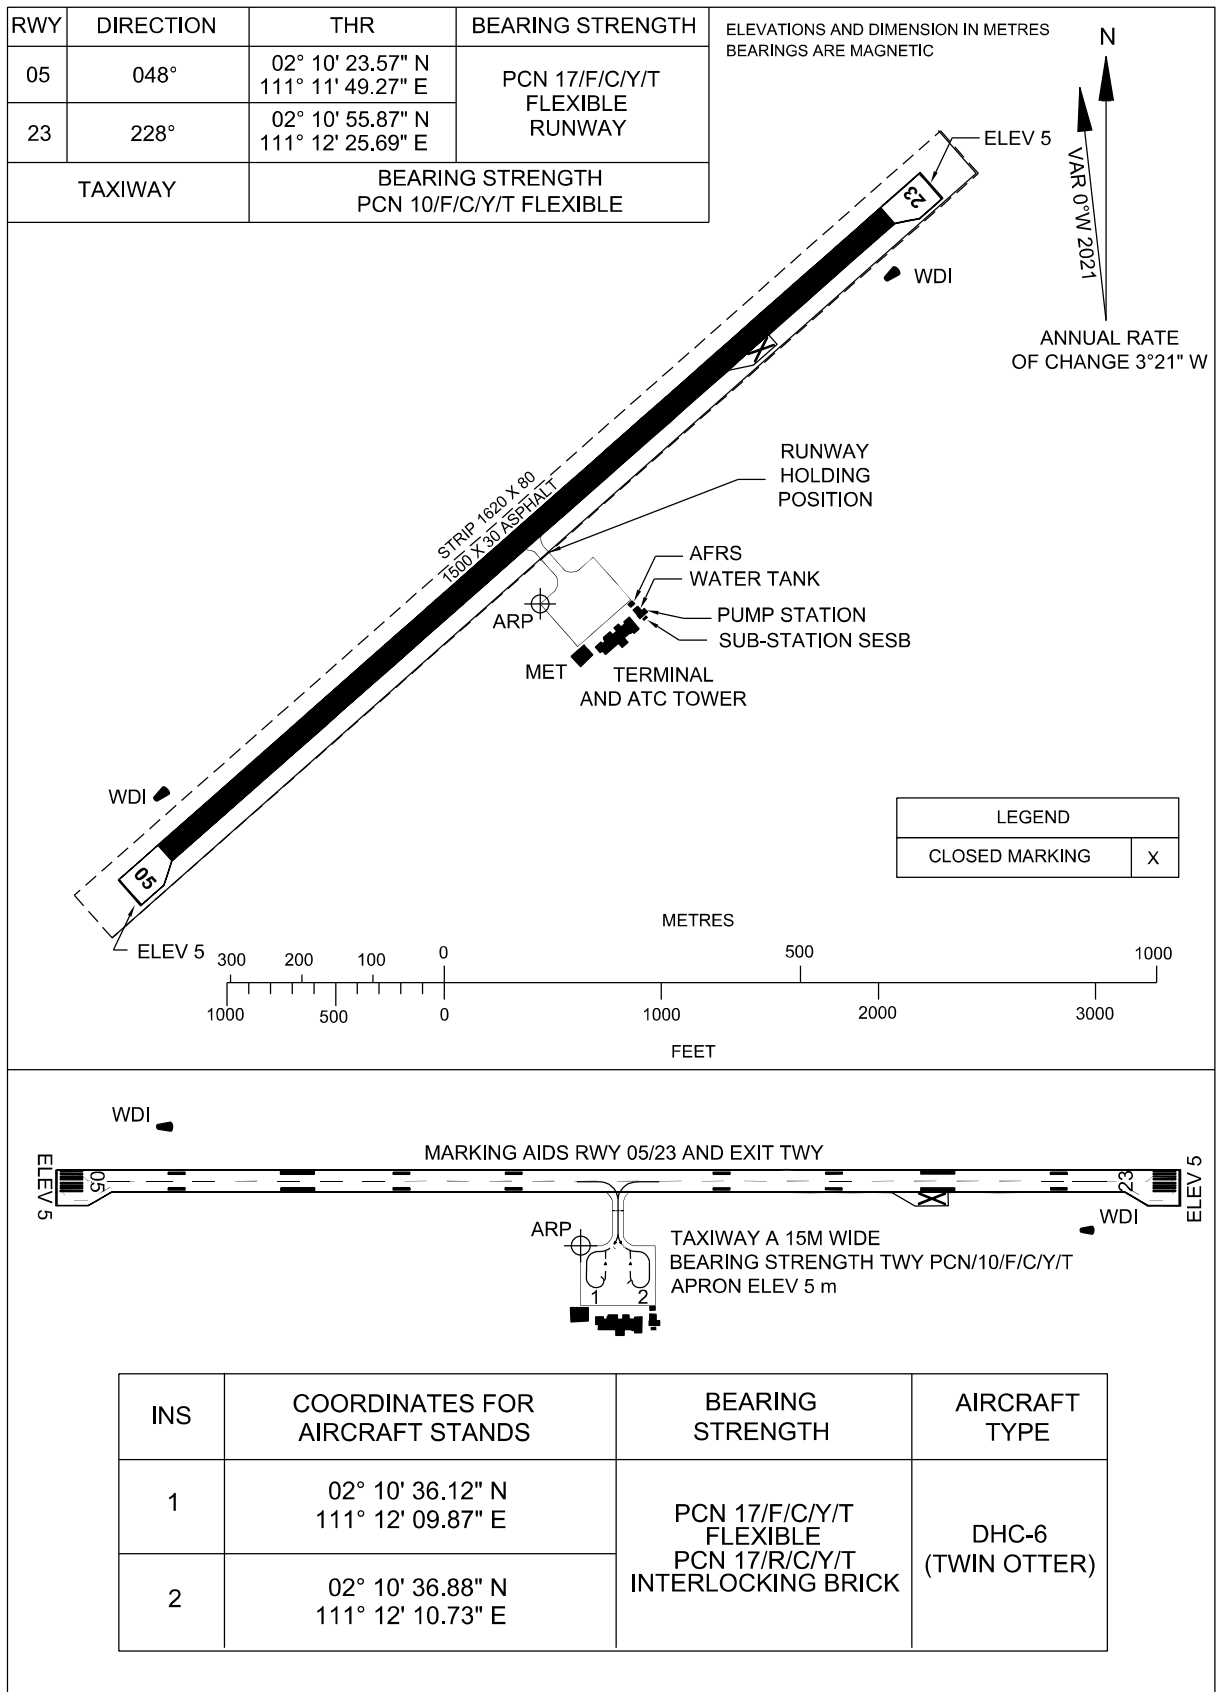 RWY DIRECTION THR BEARING STRENGTH
05 048° 02° 10' 23.57" N
111° 11' 49.27" E
PCN 17/F/C/Y/T
FLEXIBLE
RUNWAY
23 228° 02° 10' 55.87" N
111° 12' 25.69" E
TAXIWAY
BEARING STRENGTH
PCN 10/F/C/Y/T FLEXIBLE
ELEVATIONS AND DIMENSION IN METRES
BEARINGS ARE MAGNETIC
N
VAR 0°W 2021
ANNUAL RATE
OF CHANGE 3°21" W
ELEV 5
23
WDI
X
RUNWAY
HOLDING
POSITION
STRIP 1620 X 80
1500 X 30 ASPHALT
AFRS
WATER TANK
PUMP STATION
SUB-STATION SESB
ARP
MET
TERMINAL
AND ATC TOWER
WDI
05
ELEV 5
LEGEND
CLOSED MARKING X
METRES
300 200 100 0 500 1000
1000 500 0 1000 2000 3000
FEET
WDI
MARKING AIDS RWY 05/23 AND EXIT TWY
ELEV 5
05
23
ELEV 5
X
WDI
ARP
TAXIWAY A 15M WIDE
BEARING STRENGTH TWY PCN/10/F/C/Y/T
APRON ELEV 5 m
1 2
INS
COORDINATES FOR
AIRCRAFT STANDS
BEARING
STRENGTH
AIRCRAFT
TYPE
1
02° 10' 36.12" N
111° 12' 09.87" E
2
02° 10' 36.88" N
111° 12' 10.73" E
PCN 17/F/C/Y/T
FLEXIBLE
PCN 17/R/C/Y/T
INTERLOCKING BRICK
DHC-6
(TWIN OTTER)